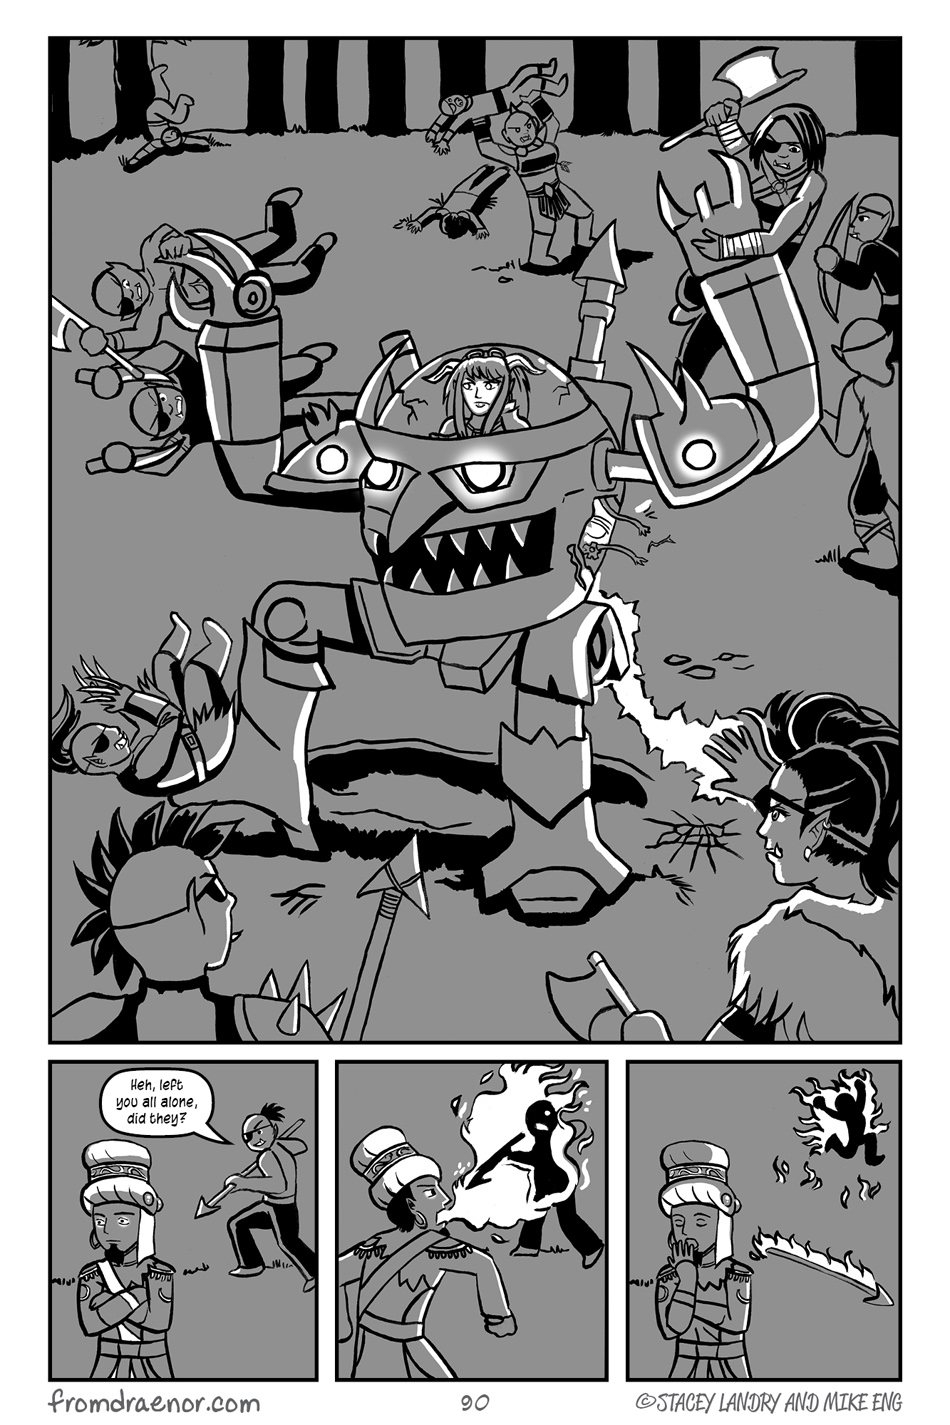 Heh, left
you all alone,
did they?
fromdraenor.com
90
©STACEY LANDRY AND MIKE ENG